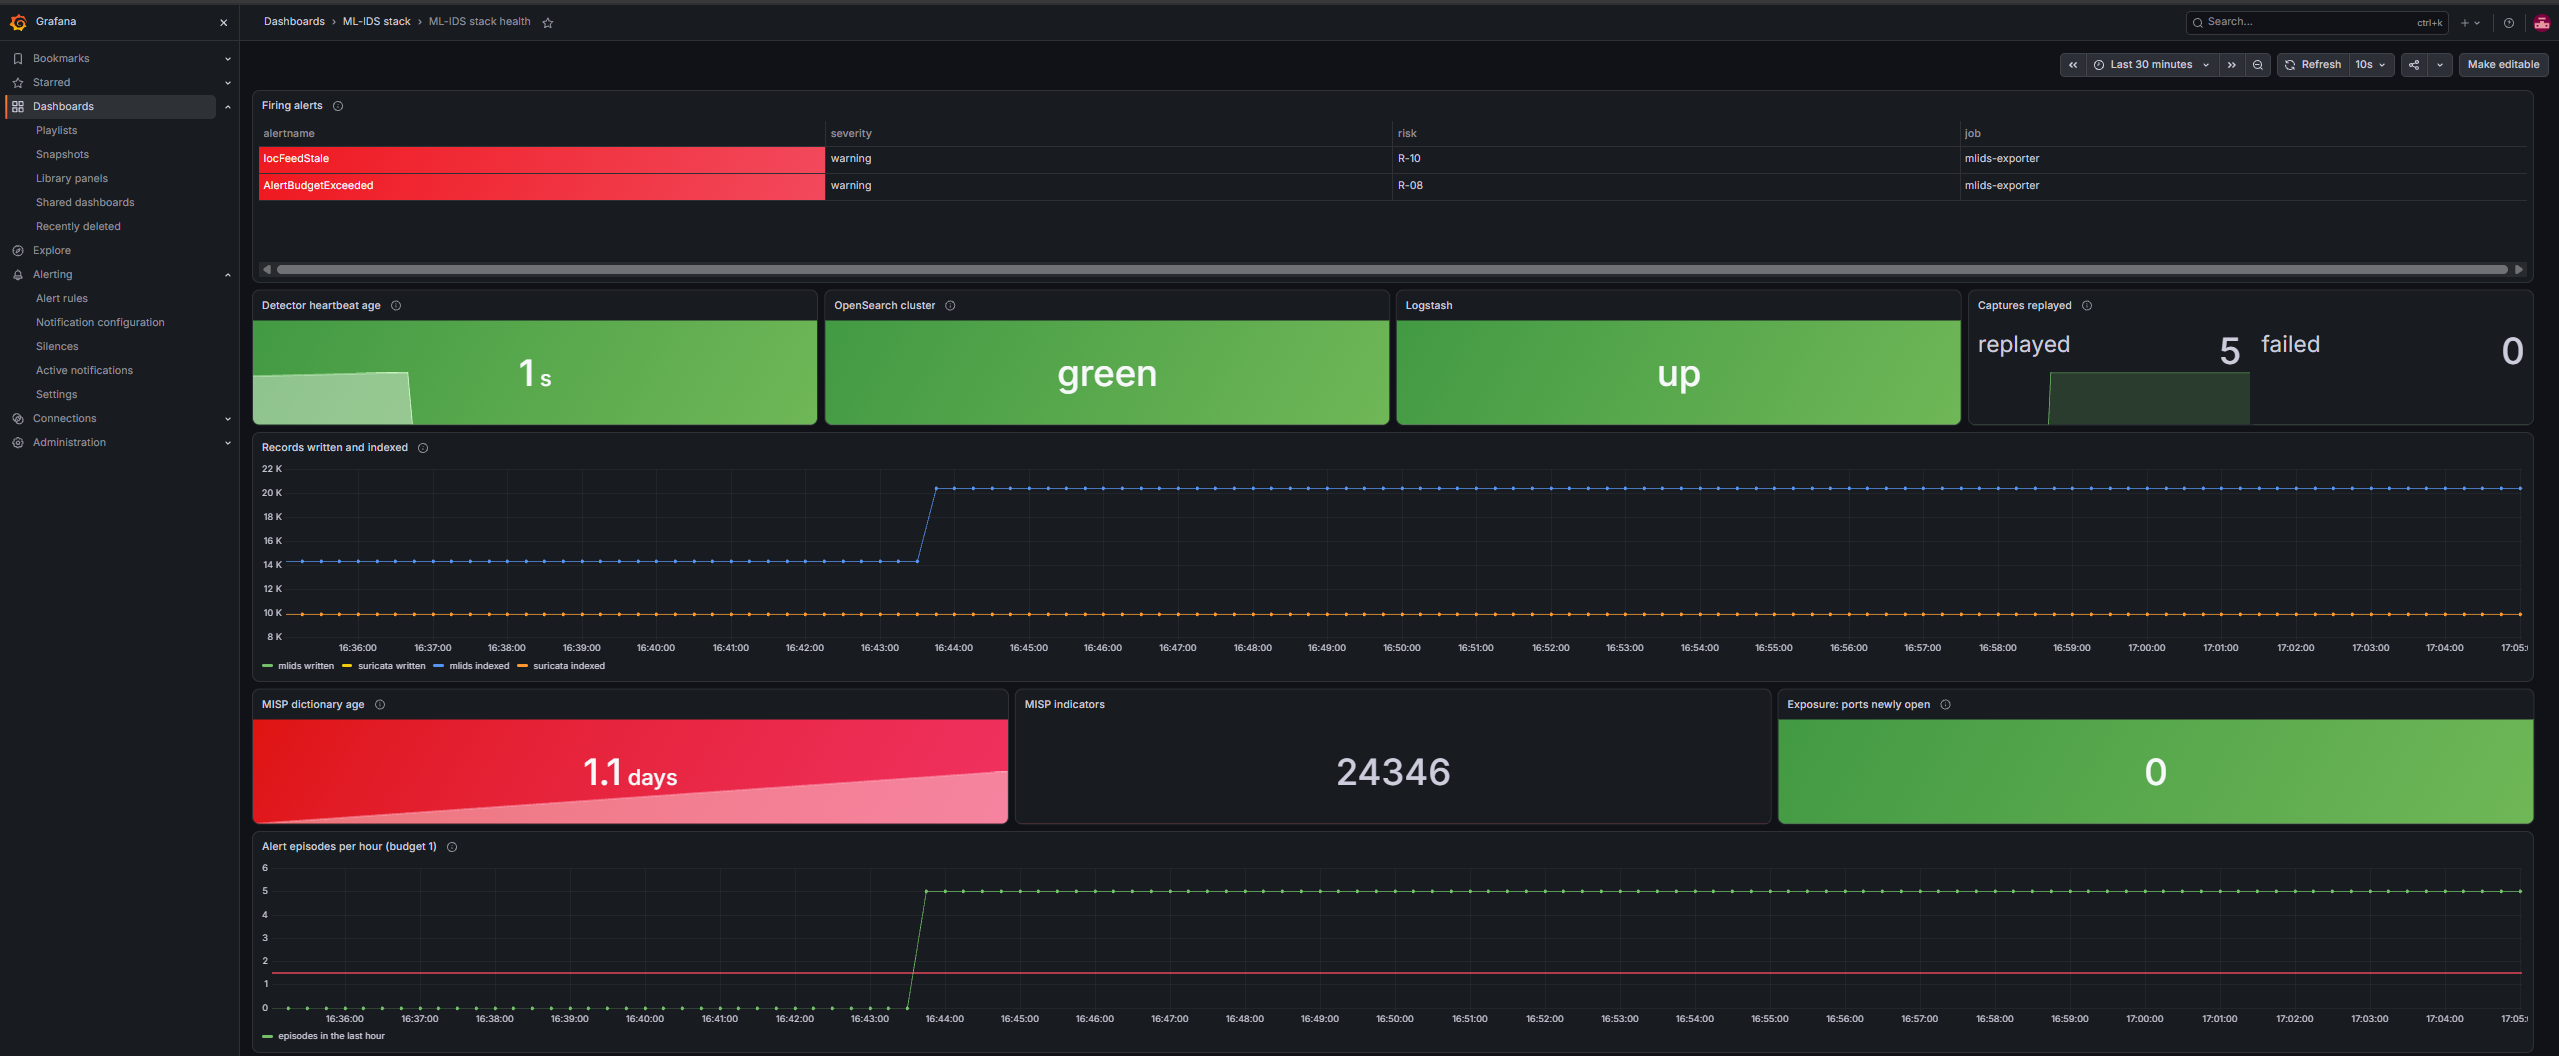 Grafana
Dashboards › ML-IDS stack › ML-IDS stack health
Search...
ctrl+k
Bookmarks
Starred
Dashboards
Playlists
Snapshots
Library panels
Shared dashboards
Recently deleted
Explore
Alerting
Alert rules
Notification configuration
Silences
Active notifications
Settings
Connections
Administration
Last 30 minutes
Refresh
10s
Make editable
Firing alerts
alertname severity risk job
IocFeedStale warning R-10 mlids-exporter
AlertBudgetExceeded warning R-08 mlids-exporter
Detector heartbeat age
1 s
OpenSearch cluster
green
Logstash
up
Captures replayed
replayed 5 failed 0
Records written and indexed
22 K
20 K
18 K
16 K
14 K
12 K
10 K
8 K
16:36:00 16:37:00 16:38:00 16:39:00 16:40:00 16:41:00 16:42:00 16:43:00 16:44:00 16:45:00 16:46:00 16:47:00 16:48:00 16:49:00 16:50:00 16:51:00 16:52:00 16:53:00 16:54:00 16:55:00 16:56:00 16:57:00 16:58:00 16:59:00 17:00:00 17:01:00 17:02:00 17:03:00 17:04:00 17:05:
mlids written suricata written mlids indexed suricata indexed
MISP dictionary age
1.1 days
MISP indicators
24346
Exposure: ports newly open
0
Alert episodes per hour (budget 1)
6
5
4
3
2
1
0
16:36:00 16:37:00 16:38:00 16:39:00 16:40:00 16:41:00 16:42:00 16:43:00 16:44:00 16:45:00 16:46:00 16:47:00 16:48:00 16:49:00 16:50:00 16:51:00 16:52:00 16:53:00 16:54:00 16:55:00 16:56:00 16:57:00 16:58:00 16:59:00 17:00:00 17:01:00 17:02:00 17:03:00 17:04:00 17:05:
episodes in the last hour